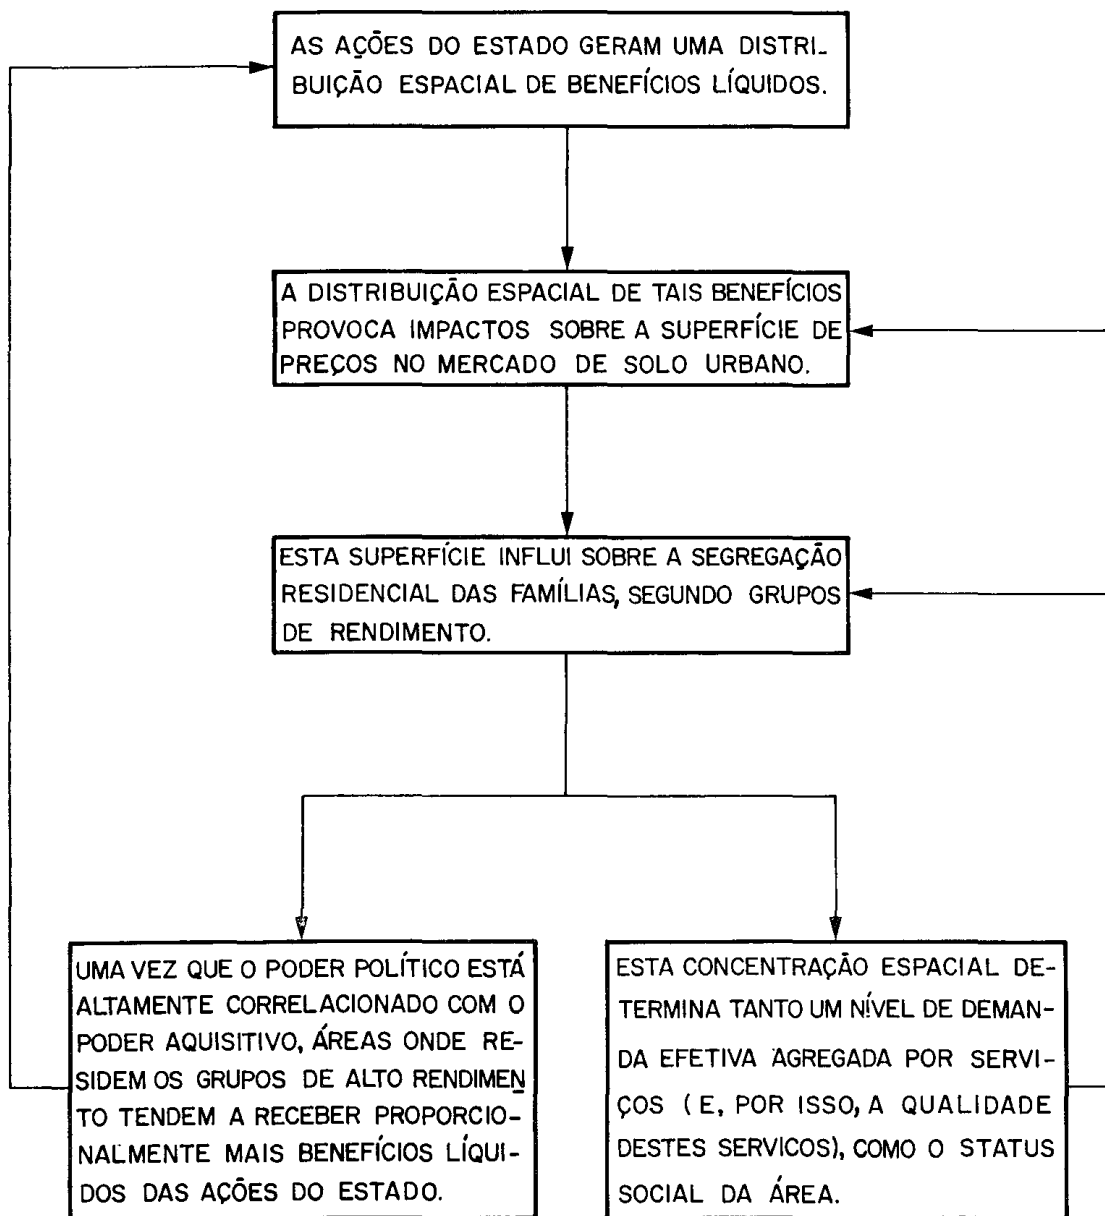 AS AÇÕES DO ESTADO GERAM UMA DISTRI-
BUIÇÃO ESPACIAL DE BENEFÍCIOS LÍQUIDOS.
A DISTRIBUIÇÃO ESPACIAL DE TAIS BENEFÍCIOS
PROVOCA IMPACTOS SOBRE A SUPERFÍCIE DE
PREÇOS NO MERCADO DE SOLO URBANO.
ESTA SUPERFÍCIE INFLUI SOBRE A SEGREGAÇÃO
RESIDENCIAL DAS FAMÍLIAS, SEGUNDO GRUPOS
DE RENDIMENTO.
UMA VEZ QUE O PODER POLÍTICO ESTÁ
ALTAMENTE CORRELACIONADO COM O
PODER AQUISITIVO, ÁREAS ONDE RE-
SIDEM OS GRUPOS DE ALTO RENDIMEN
TO TENDEM A RECEBER PROPORCIO-
NALMENTE MAIS BENEFÍCIOS LÍQUI-
DOS DAS AÇÕES DO ESTADO.
ESTA CONCENTRAÇÃO ESPACIAL DE-
TERMINA TANTO UM NÍVEL DE DEMAN-
DA EFETIVA AGREGADA POR SERVI-
ÇOS (E, POR ISSO, A QUALIDADE
DESTES SERVICOS), COMO O STATUS
SOCIAL DA ÁREA.